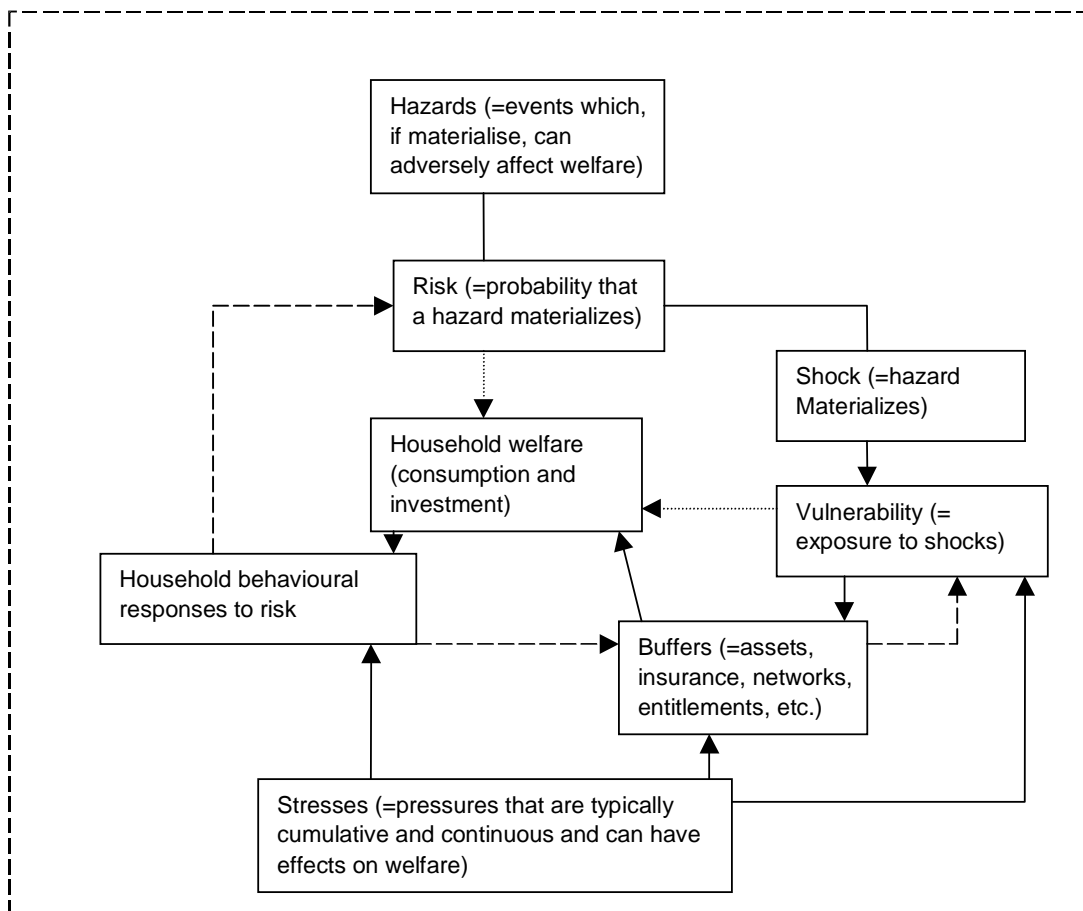 Hazards (=events which,
if materialise, can
adversely affect welfare)
Risk (=probability that
a hazard materializes)
Shock (=hazard
Materializes)
Household welfare
(consumption and
investment)
Vulnerability (=
exposure to shocks)
Household behavioural
responses to risk
Buffers (=assets,
insurance, networks,
entitlements, etc.)
Stresses (=pressures that are typically
cumulative and continuous and can have
effects on welfare)